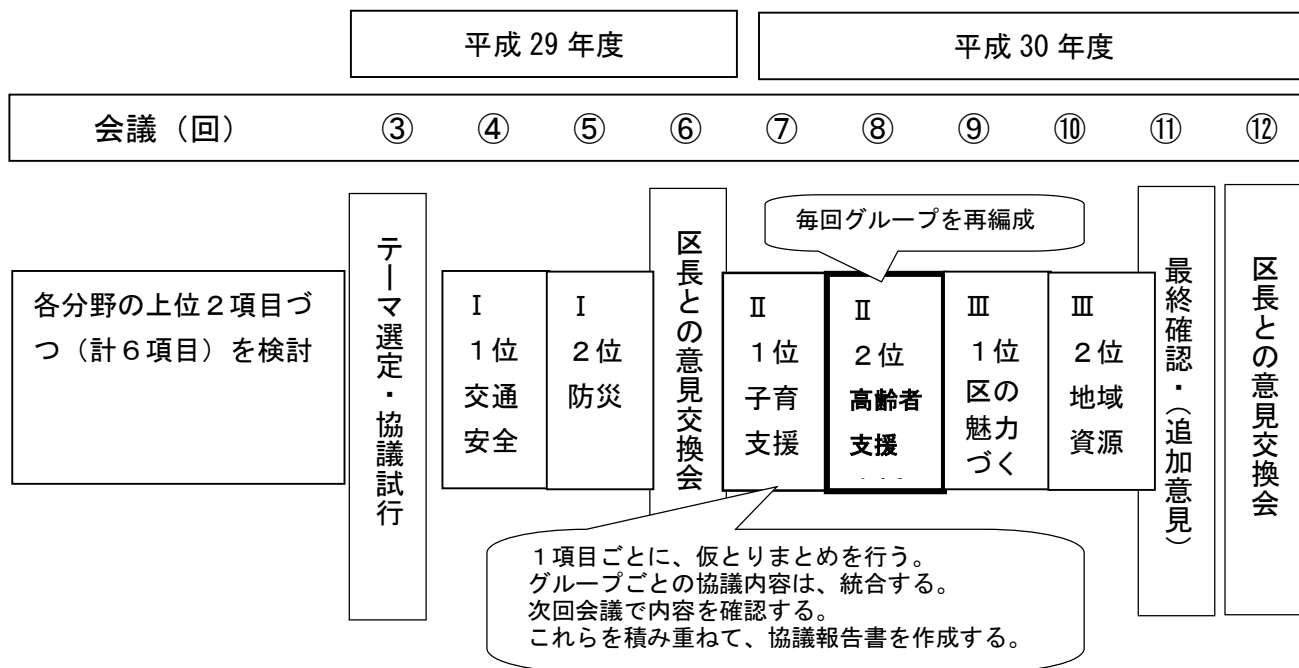 平成 29 年度
平成 30 年度
会議（回）　③　④　⑤　⑥　⑦　⑧　⑨　⑩　⑪　⑫
毎回グループを再編成
各分野の上位２項目づ
つ（計６項目）を検討
テーマ選定・協議試行
Ⅰ
１位
交通
安全
Ⅰ
２位
防災
区長との意見交換会
Ⅱ
１位
子育
支援
Ⅱ
２位
高齢者
支援
Ⅲ
１位
区の
魅力
づく
Ⅲ
２位
地域
資源
最終確認・（追加意見）
区長との意見交換会
１項目ごとに、仮とりまとめを行う。
グループごとの協議内容は、統合する。
次回会議で内容を確認する。
これらを積み重ねて、協議報告書を作成する。